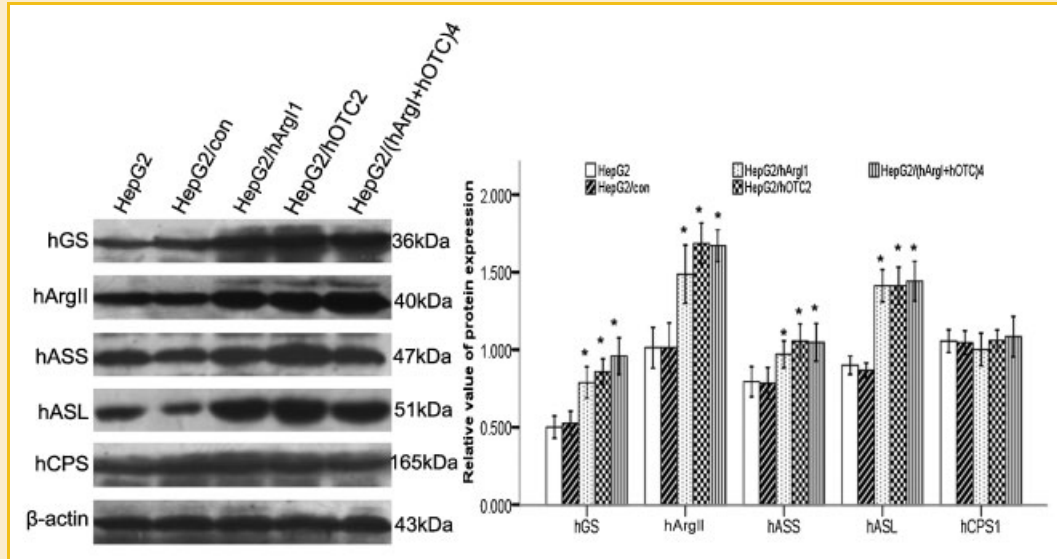 HepG2
HepG2/con
HepG2/hArgI1
HepG2/hOTC2
HepG2/(hArgI+hOTC)4
hGS
36kDa
hArgII
40kDa
hASS
47kDa
hASL
51kDa
hCPS
165kDa
β-actin
43kDa
HepG2
HepG2/con
HepG2/hArgI1
HepG2/hOTC2
HepG2/(hArgI+hOTC)4
Relative value of protein expression
2.000
1.500
1.000
0.500
0.000
* * *
* * *
* * *
* * *
hGS
hArgII
hASS
hASL
hCPS1